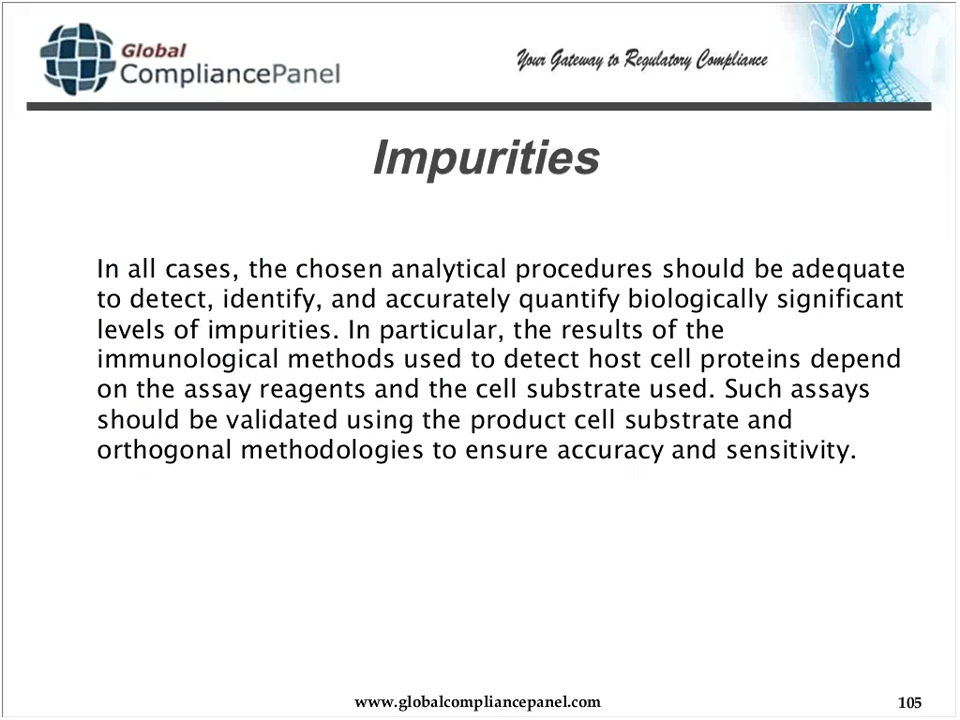 Global
CompliancePanel
Your Gateway to Regulatory Compliance
Impurities
In all cases, the chosen analytical procedures should be adequate
to detect, identify, and accurately quantify biologically significant
levels of impurities. In particular, the results of the
immunological methods used to detect host cell proteins depend
on the assay reagents and the cell substrate used. Such assays
should be validated using the product cell substrate and
orthogonal methodologies to ensure accuracy and sensitivity.
www.globalcompliancepanel.com
105